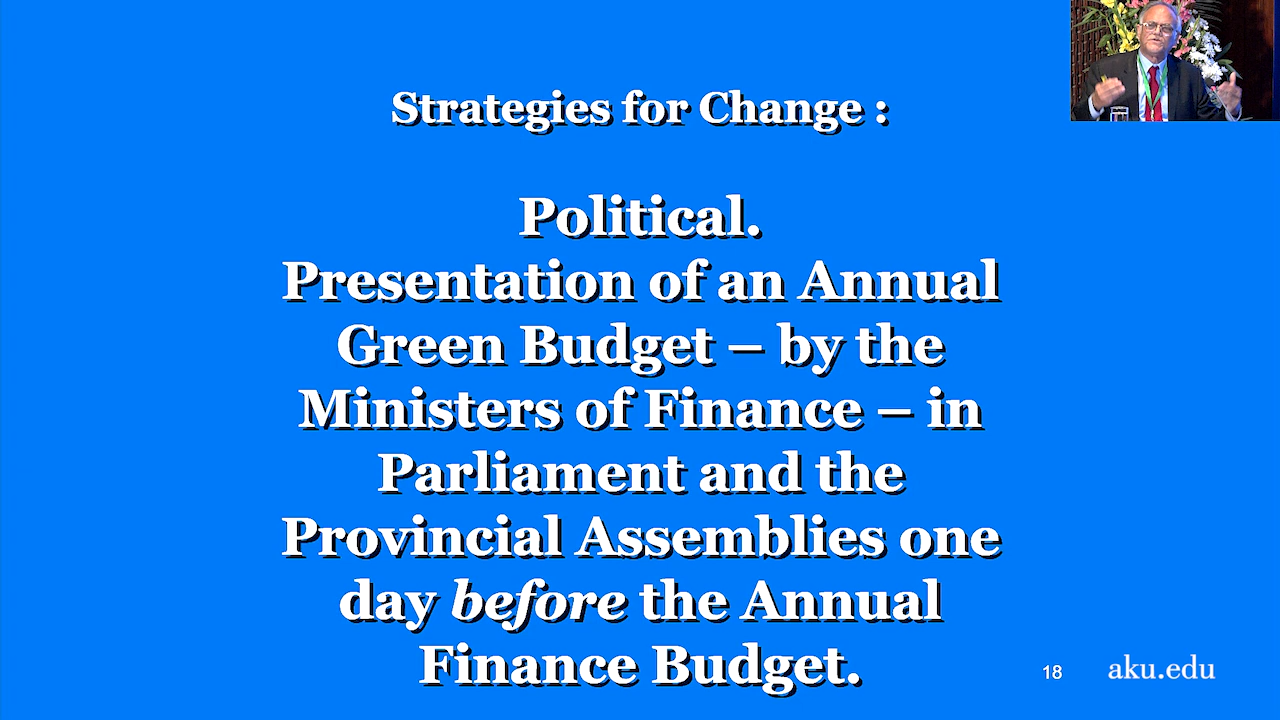 Strategies for Change :
Political.
Presentation of an Annual
Green Budget – by the
Ministers of Finance – in
Parliament and the
Provincial Assemblies one
day before the Annual
Finance Budget.
18
aku.edu